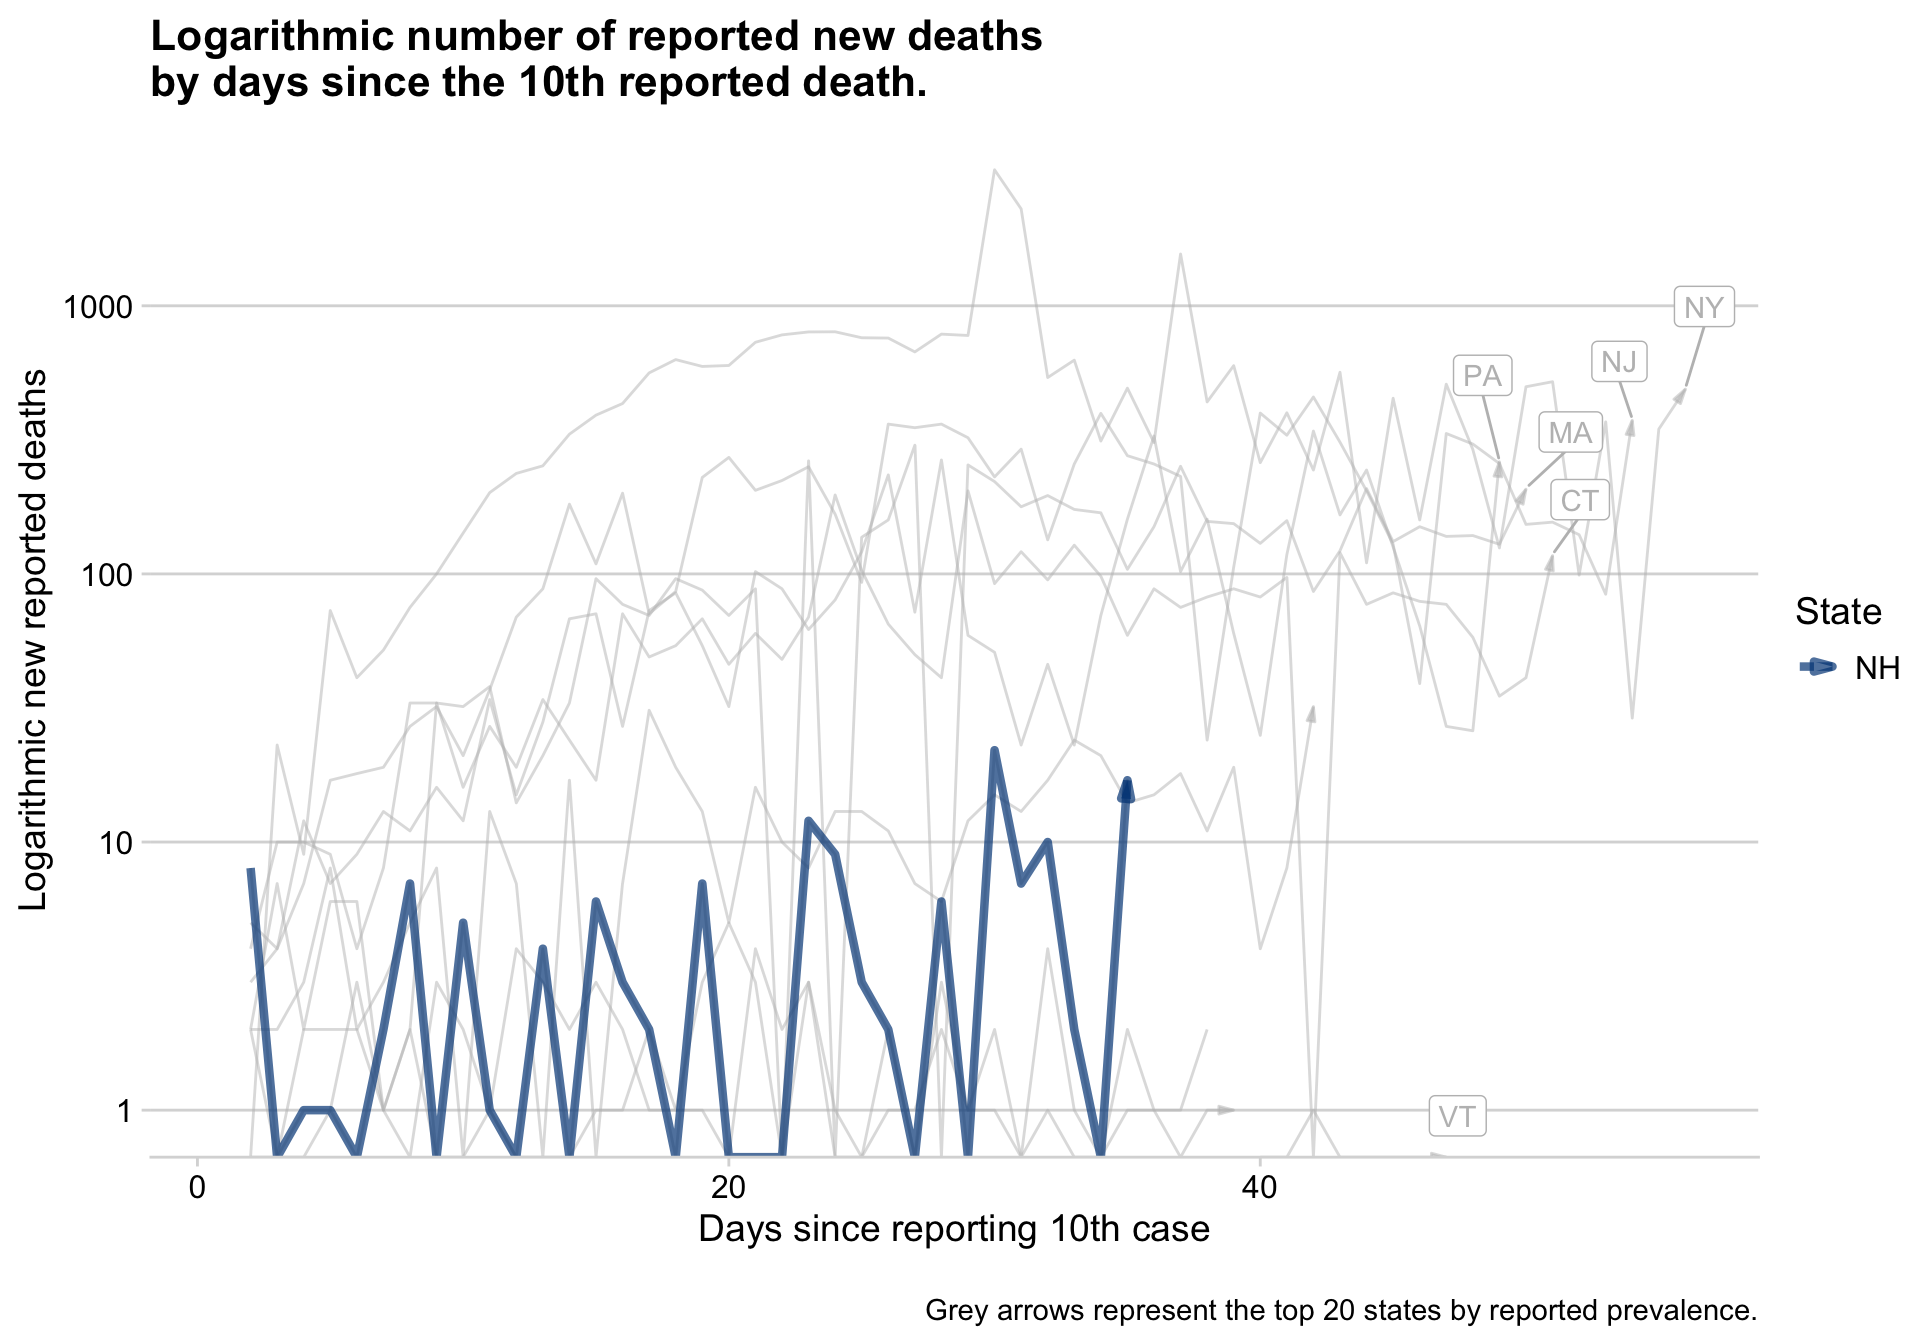 Logarithmic number of reported new deaths
by days since the 10th reported death.
Logarithmic new reported deaths
1000
100
10
1
NY
NJ
PA
MA
CT
VT
State
NH
0
20
40
Days since reporting 10th case
Grey arrows represent the top 20 states by reported prevalence.